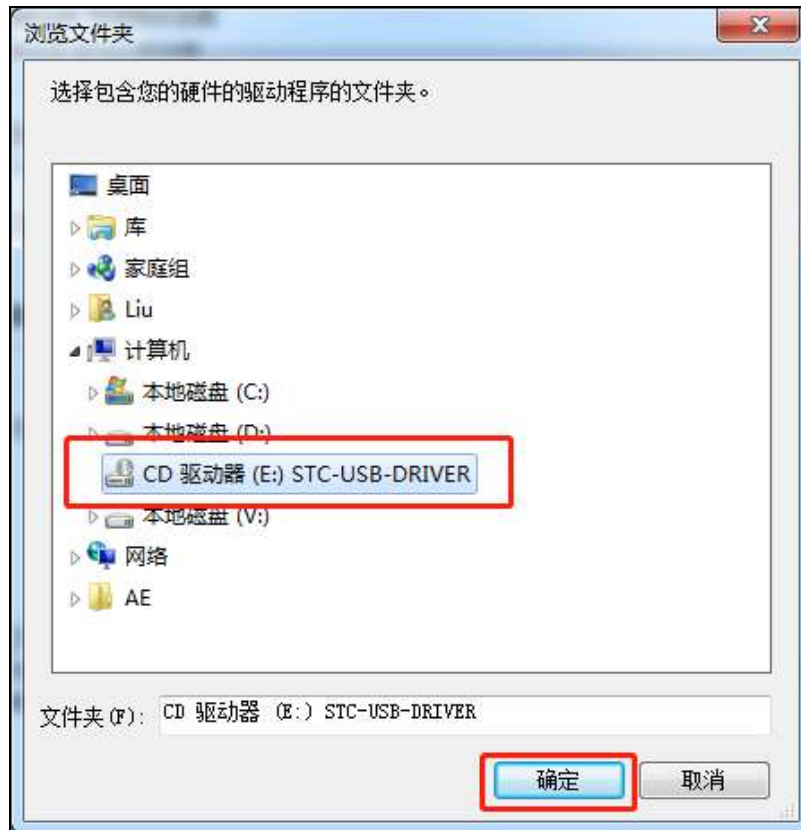 浏览文件夹
选择包含您的硬件的驱动程序的文件夹。
桌面
库
家庭组
Liu
计算机
本地磁盘 (C:)
本地磁盘 (D:)
CD 驱动器 (E:) STC-USB-DRIVER
本地磁盘 (V:)
网络
AE
文件夹(F): CD 驱动器 (E:) STC-USB-DRIVER
确定 取消